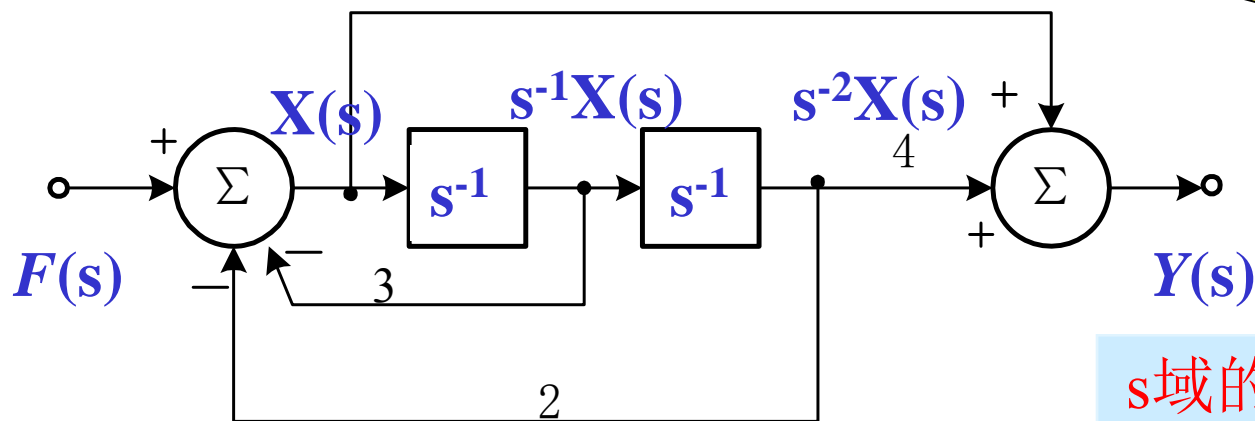 X(s) s⁻¹X(s) s⁻²X(s) +
+ 4
Σ s⁻¹ s⁻¹ Σ
− +
F(s) − 3 Y(s)
2 s域的